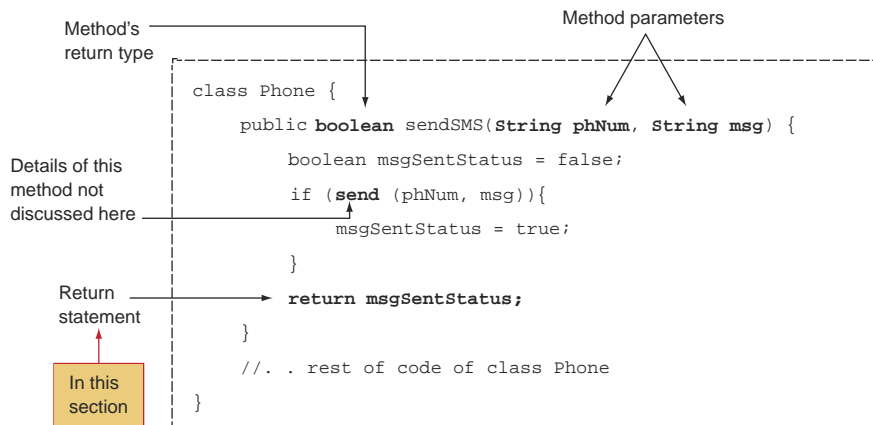 Method's
return type
Method parameters
class Phone {
public boolean sendSMS(String phNum, String msg) {
boolean msgSentStatus = false;
Details of this
method not
discussed here
if (send (phNum, msg)){
msgSentStatus = true;
}
Return
statement
return msgSentStatus;
}
In this
section
//. . rest of code of class Phone
}